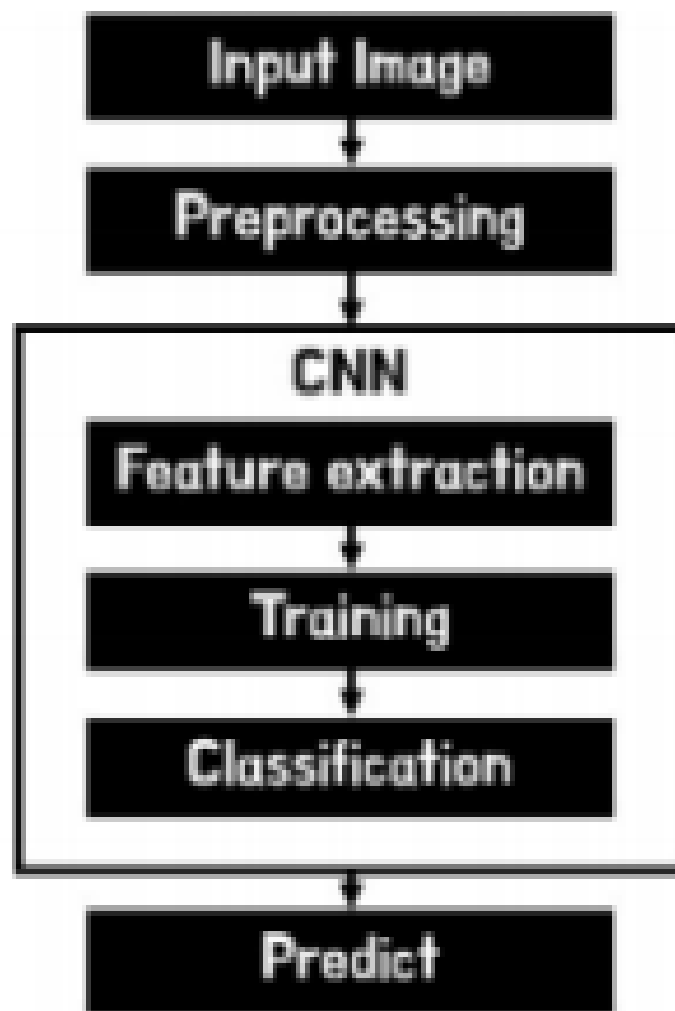 Input Image
Preprocessing
CNN
Feature extraction
Training
Classification
Predict